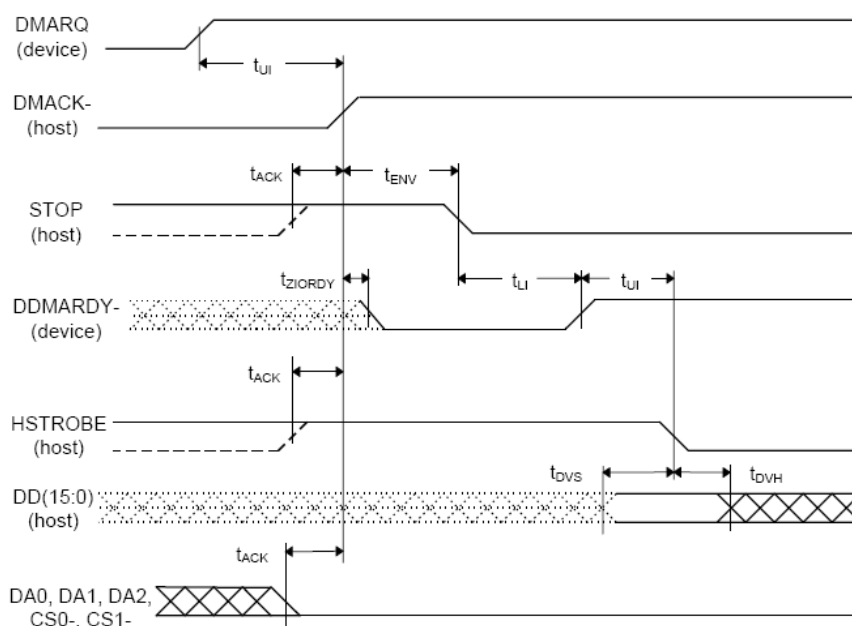 DMARQ
(device)
tUI
DMACK-
(host)
tACK
tENV
STOP
(host)
tZIORDY
tLI
tUI
DDMARDY-
(device)
tACK
HSTROBE
(host)
tDVS
tDVH
DD(15:0)
(host)
tACK
DA0, DA1, DA2,
CS0-, CS1-